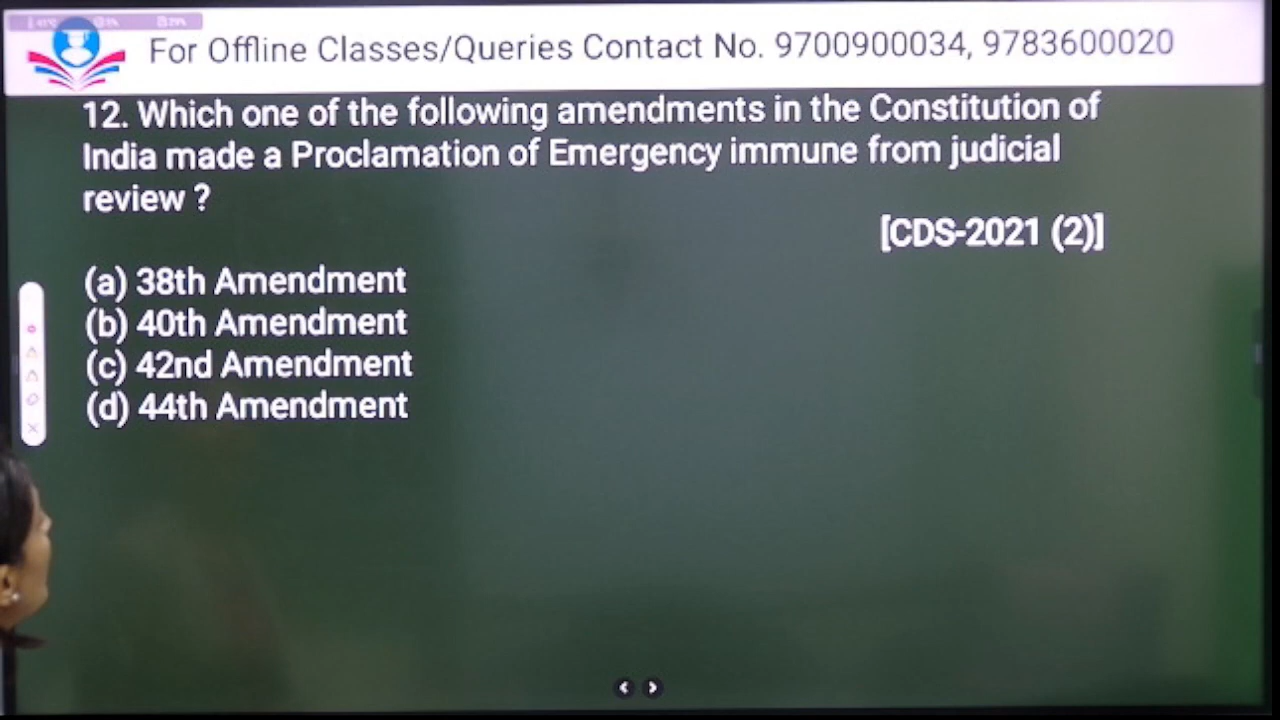 For Offline Classes/Queries Contact No. 9700900034, 9783600020
12. Which one of the following amendments in the Constitution of
India made a Proclamation of Emergency immune from judicial
review ?
[CDS-2021 (2)]
(a) 38th Amendment
(b) 40th Amendment
(c) 42nd Amendment
(d) 44th Amendment